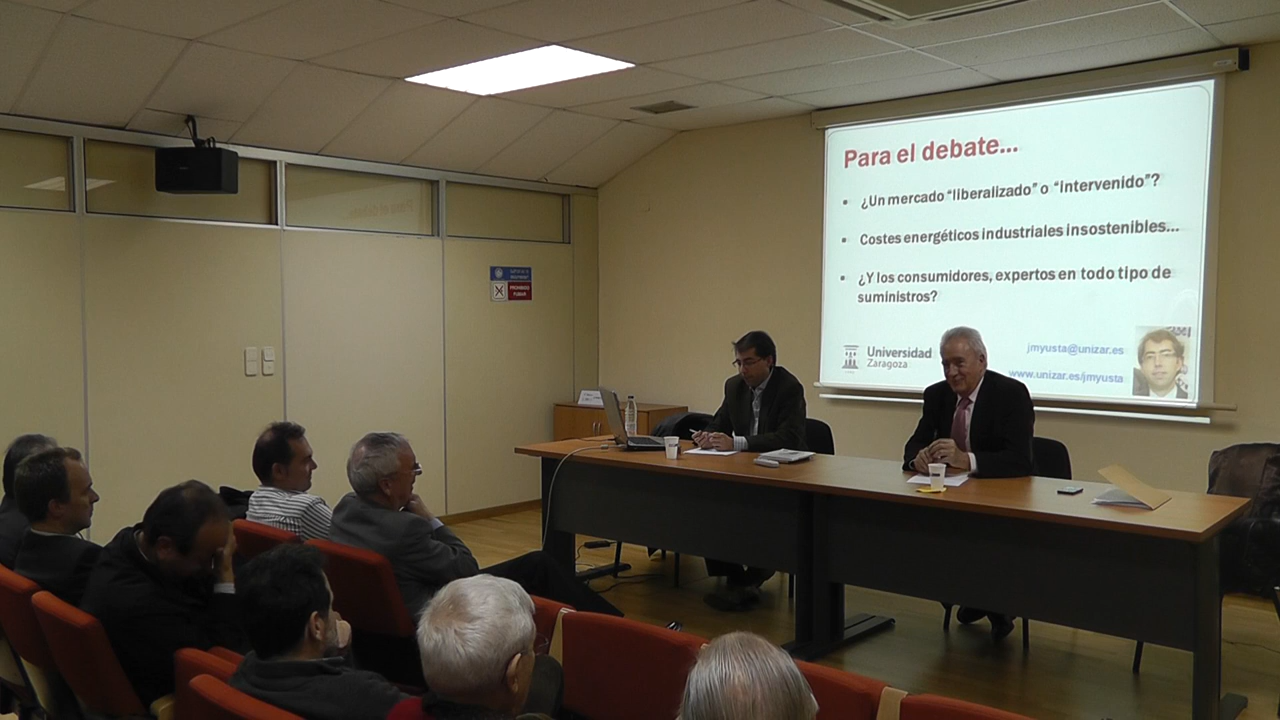 Para el debate...
▪ ¿Un mercado “liberalizado” o “intervenido”?
▪ Costes energéticos industriales insostenibles...
▪ ¿Y los consumidores, expertos en todo tipo de
suministros?
Universidad
Zaragoza
jmyusta@unizar.es
www.unizar.es/jmyusta
PROHIBIDO
FUMAR